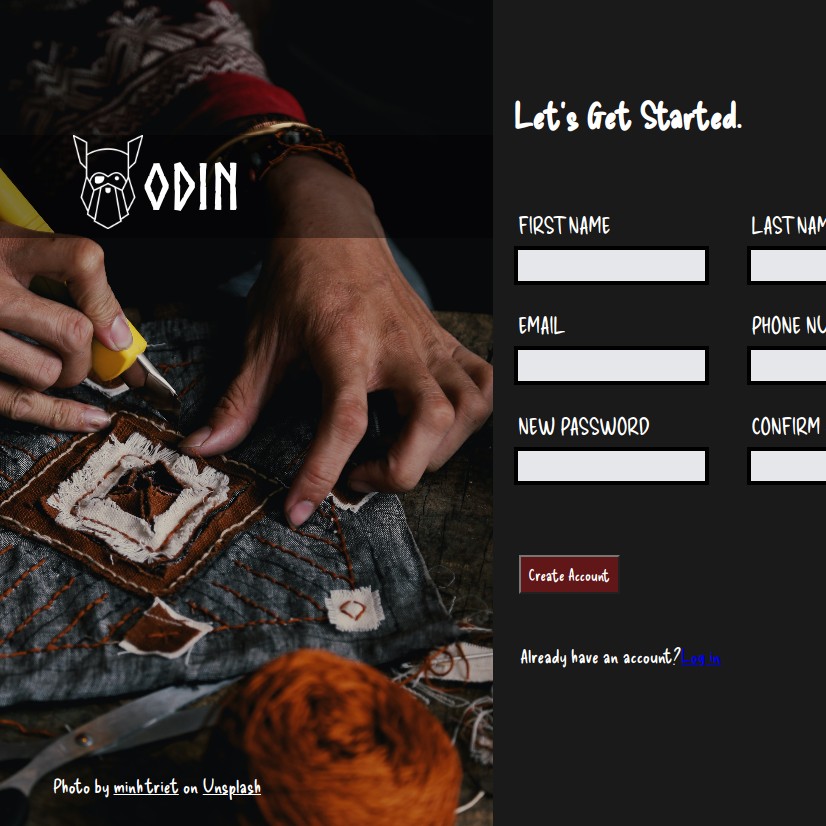 ODIN
Let's Get Started.
FIRST NAME
LAST NAM
EMAIL
PHONE NU
NEW PASSWORD
CONFIRM
Create Account
Already have an account?Log in
Photo by minhtriet on Unsplash